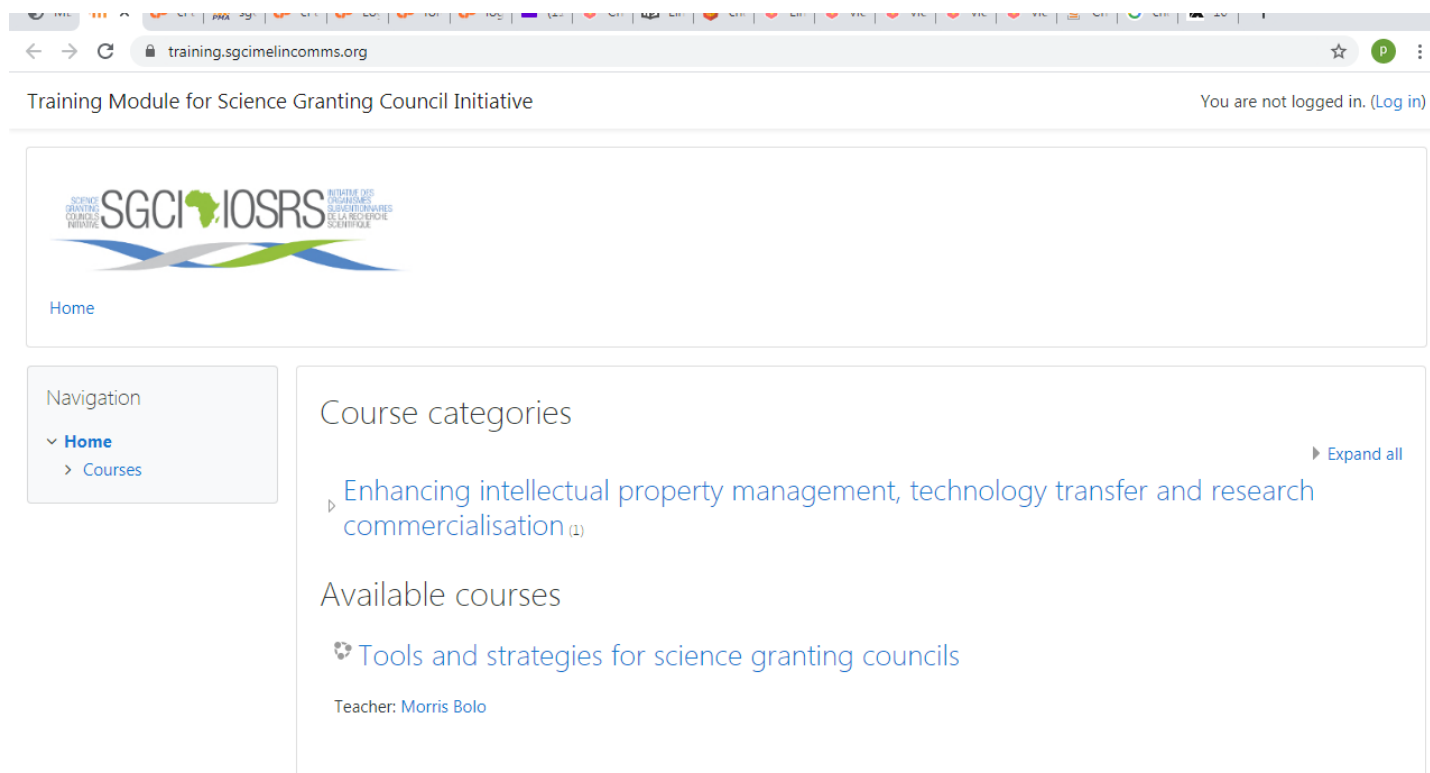 training.sgcimelincomms.org
P
Training Module for Science Granting Council Initiative
You are not logged in. (Log in)
SCIENCE
GRANTING
COUNCILS
INITIATIVE
SGCI IOSRS
INITIATIVE DES
ORGANISMES
SUBVENTIONNAIRES
DE LA RECHERCHE
SCIENTIFIQUE
Home
Navigation
Home
Courses
Course categories
Expand all
Enhancing intellectual property management, technology transfer and research
commercialisation (1)
Available courses
Tools and strategies for science granting councils
Teacher: Morris Bolo